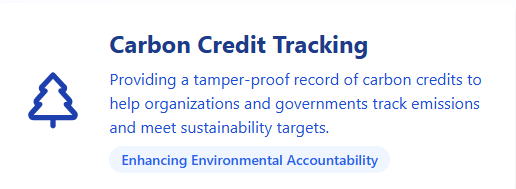 Carbon Credit Tracking
Providing a tamper-proof record of carbon credits to
help organizations and governments track emissions
and meet sustainability targets.
Enhancing Environmental Accountability